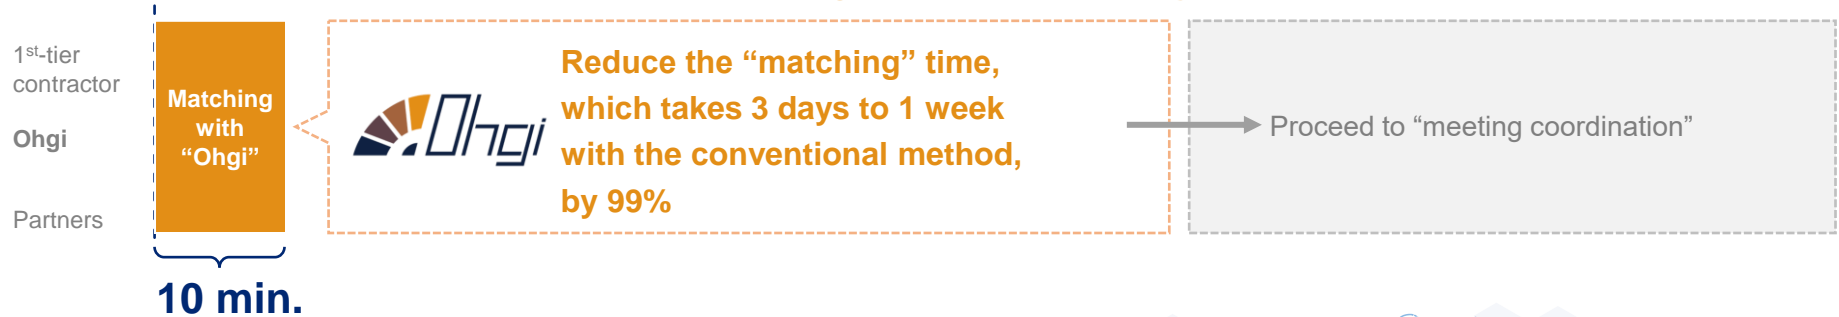 1st-tier
contractor
Ohgi
Partners
Matching
with
“Ohgi”
10 min.
Ohgi
Reduce the “matching” time,
which takes 3 days to 1 week
with the conventional method,
by 99%
Proceed to “meeting coordination”